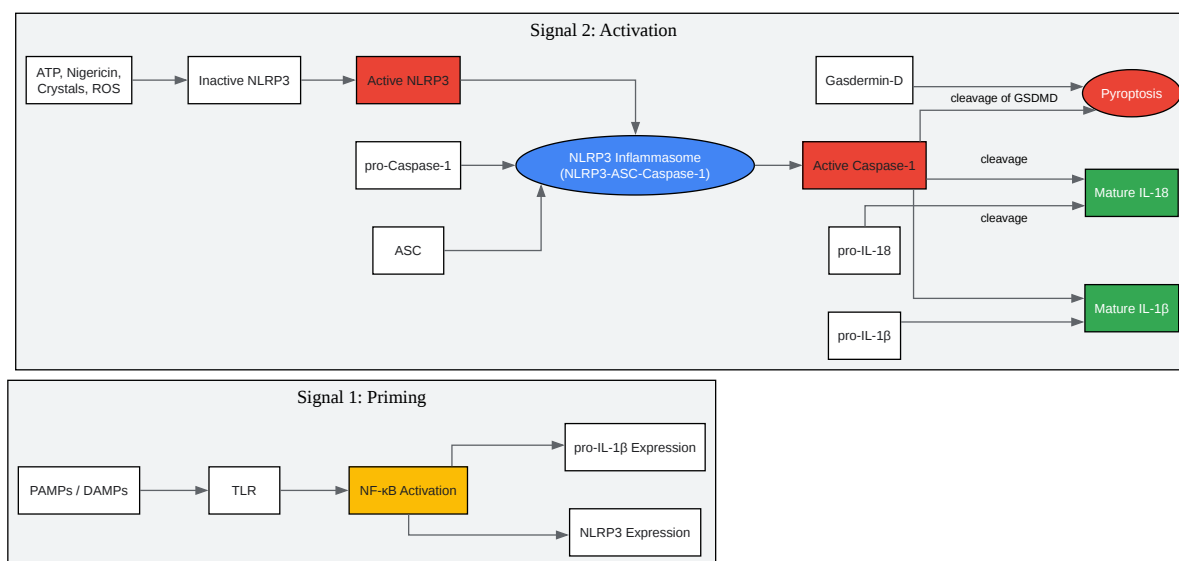 Signal 2: Activation
ATP, Nigericin,
Crystals, ROS
Inactive NLRP3
Active NLRP3
Gasdermin-D
cleavage of GSDMD
Pyroptosis
pro-Caspase-1
NLRP3 Inflammasome
(NLRP3-ASC-Caspase-1)
Active Caspase-1
cleavage
Mature IL-18
cleavage
ASC
pro-IL-18
Mature IL-1β
pro-IL-1β
Signal 1: Priming
pro-IL-1β Expression
PAMPs / DAMPs
TLR
NF-κB Activation
NLRP3 Expression